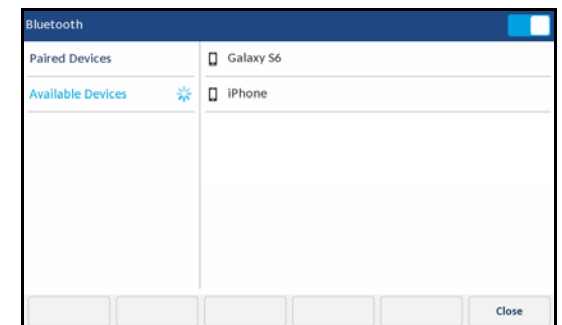 Bluetooth
Paired Devices
Galaxy S6
Available Devices
iPhone
Close